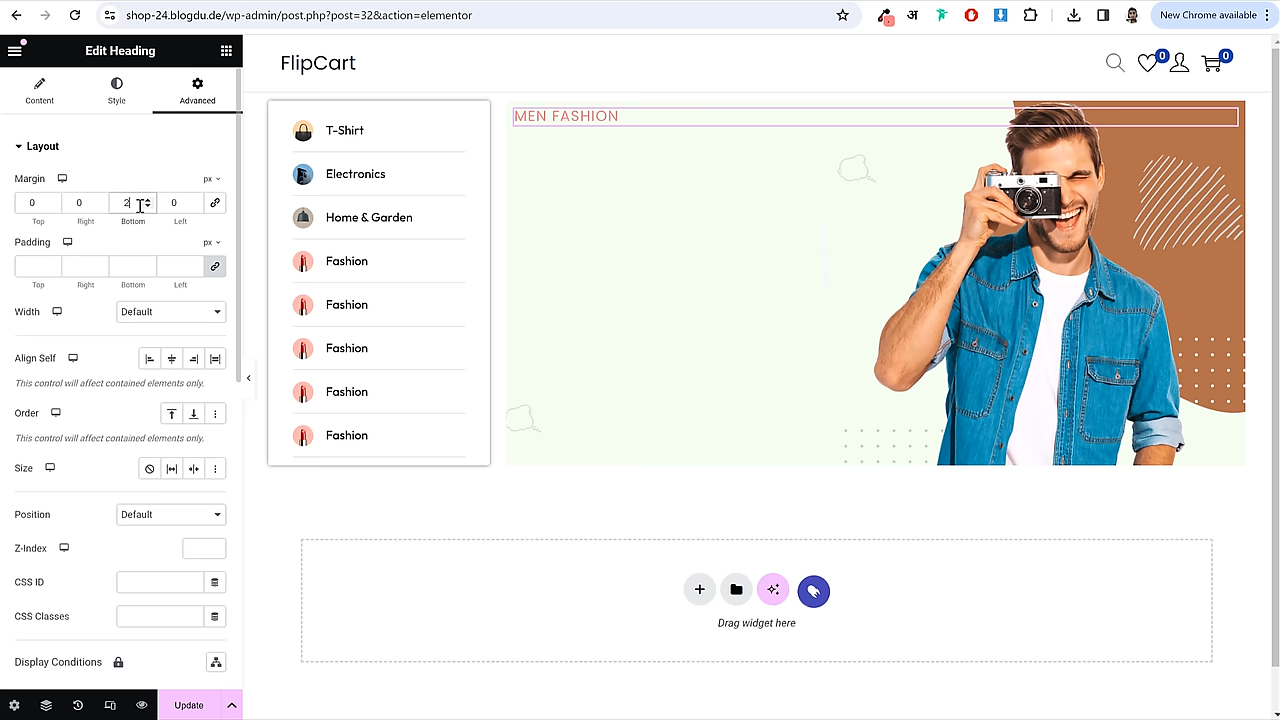 shop-24.blogdu.de/wp-admin/post.php?post=32&action=elementor
अ
New Chrome available
Edit Heading
FlipCart
0
0
Content
Style
Advanced
Layout
Margin
px
0
0
2
0
Top
Right
Bottom
Left
Padding
px
Top
Right
Bottom
Left
Width
Default
Align Self
This control will affect contained elements only.
Order
This control will affect contained elements only.
Size
Position
Default
Z-Index
CSS ID
CSS Classes
Display Conditions
Update
T-Shirt
Electronics
Home & Garden
Fashion
Fashion
Fashion
Fashion
Fashion
MEN FASHION
Drag widget here